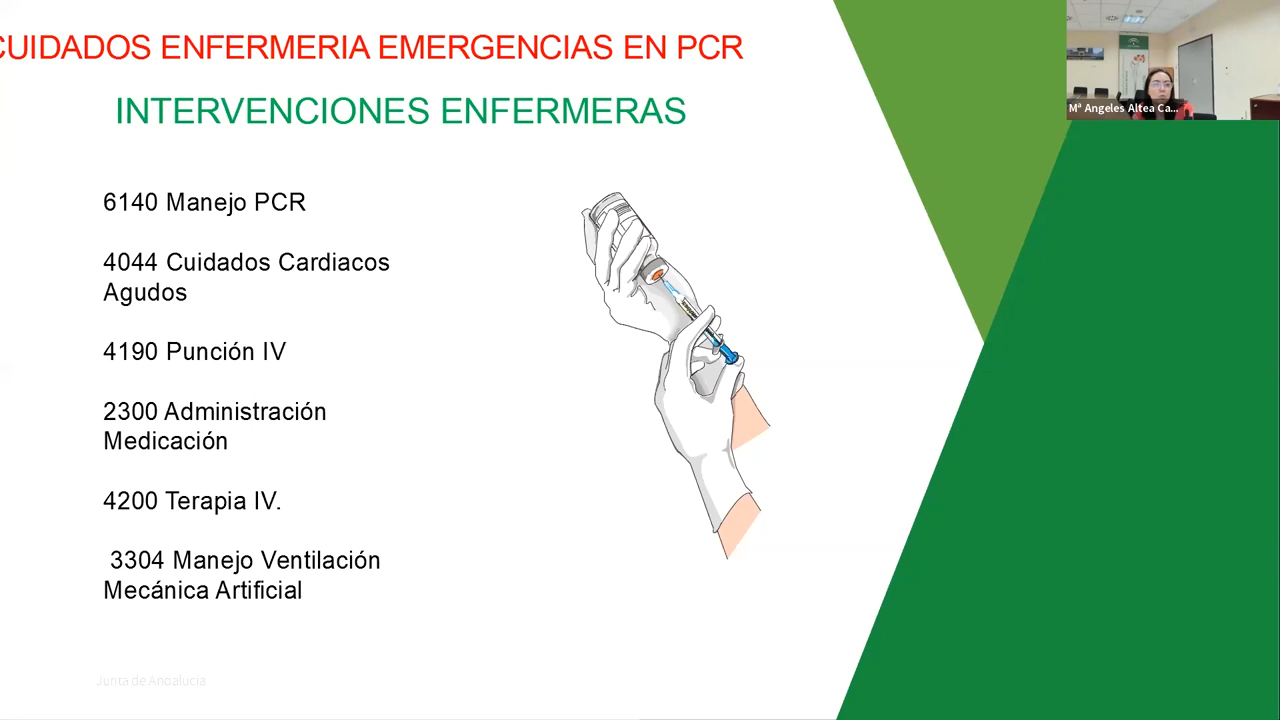 CUIDADOS ENFERMERIA EMERGENCIAS EN PCR
INTERVENCIONES ENFERMERAS
6140 Manejo PCR
4044 Cuidados Cardiacos
Agudos
4190 Punción IV
2300 Administración
Medicación
4200 Terapia IV.
3304 Manejo Ventilación
Mecánica Artificial
Junta de Andalucia
Mª Angeles Altea Ca...